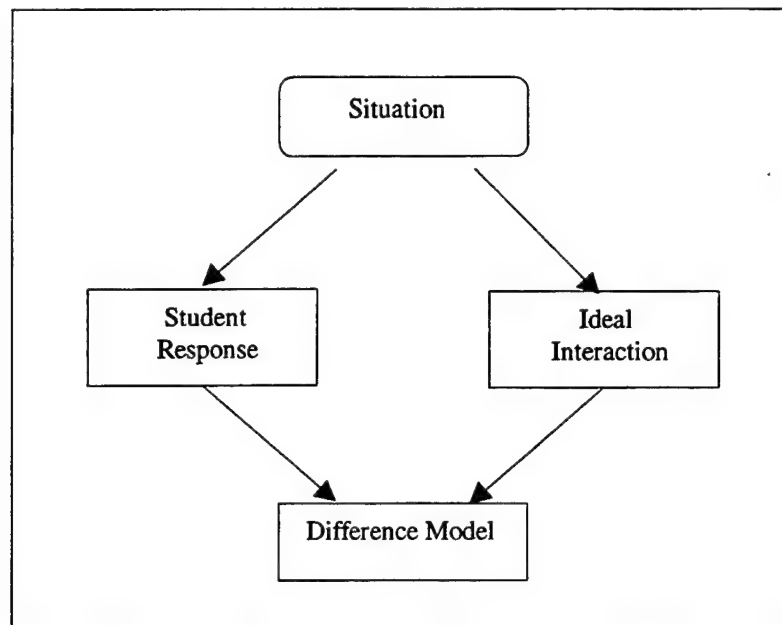 Situation
Student
Response
Ideal
Interaction
Difference Model